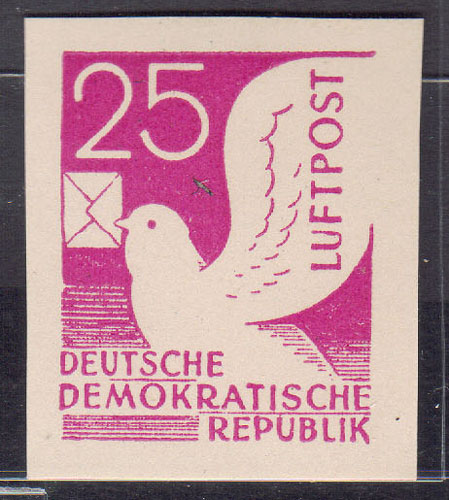 25
LUFTPOST
DEUTSCHE
DEMOKRATISCHE
REPUBLIK